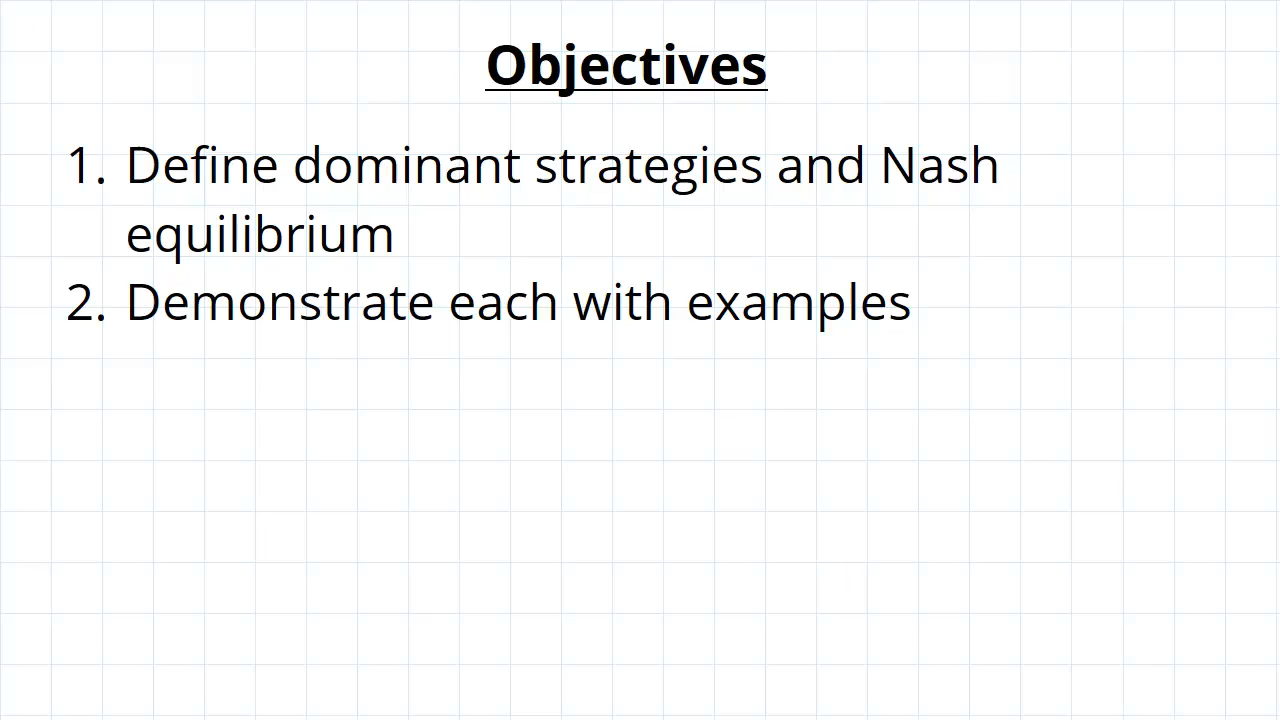 Objectives
1. Define dominant strategies and Nash
equilibrium
2. Demonstrate each with examples